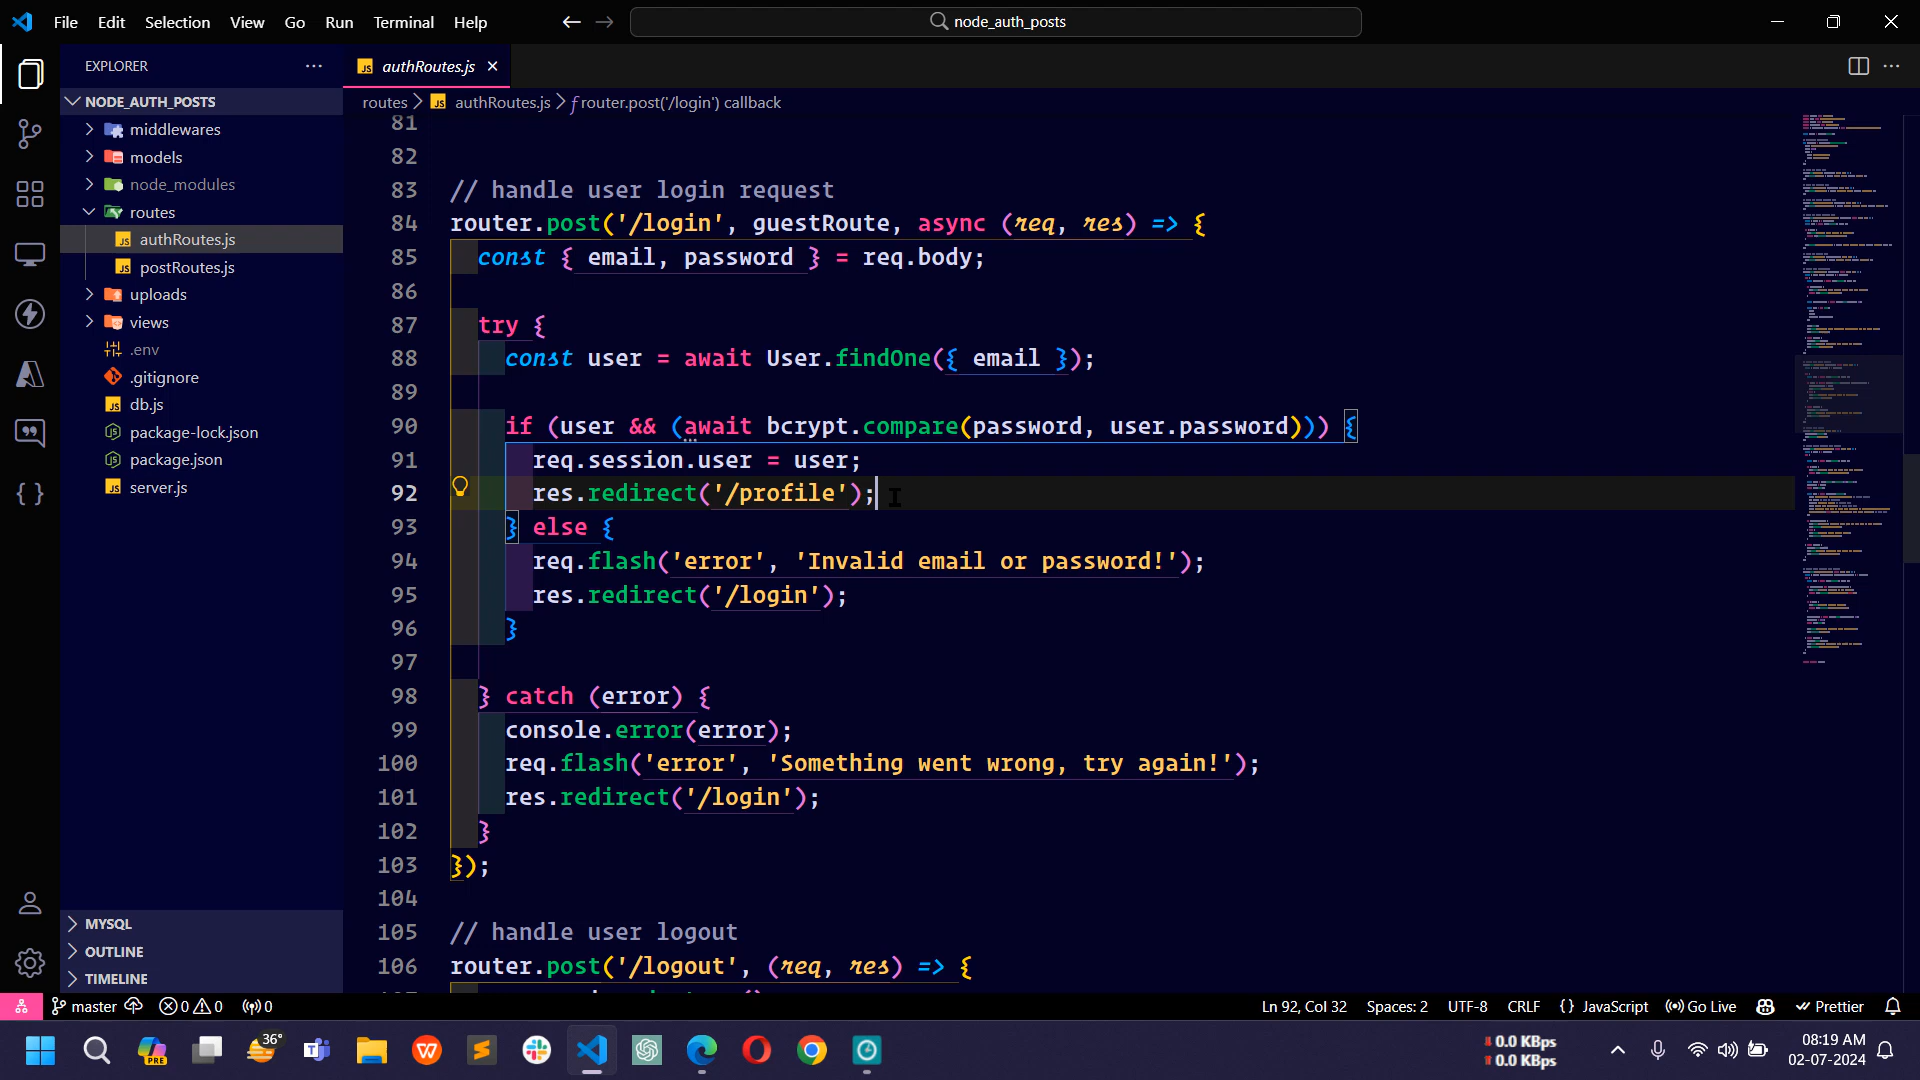 File Edit Selection View Go Run Terminal Help
node_auth_posts
EXPLORER
NODE_AUTH_POSTS
middlewares
models
node_modules
routes
authRoutes.js
postRoutes.js
uploads
views
.env
.gitignore
db.js
package-lock.json
package.json
server.js
MYSQL
OUTLINE
TIMELINE
authRoutes.js
routes > authRoutes.js > router.post('/login') callback
81
82
83 // handle user login request
84 router.post('/login', guestRoute, async (req, res) => {
85 const { email, password } = req.body;
86
87 try {
88 const user = await User.findOne({ email });
89
90 if (user && (await bcrypt.compare(password, user.password))) {
91 req.session.user = user;
92 res.redirect('/profile');
93 } else {
94 req.flash('error', 'Invalid email or password!');
95 res.redirect('/login');
96 }
97
98 } catch (error) {
99 console.error(error);
100 req.flash('error', 'Something went wrong, try again!');
101 res.redirect('/login');
102 }
103 });
104
105 // handle user logout
106 router.post('/logout', (req, res) => {
master 0 0 0 Ln 92, Col 32 Spaces: 2 UTF-8 CRLF {} JavaScript Go Live Prettier
36°
PRE
0.0 KBps
0.0 KBps
08:19 AM
02-07-2024